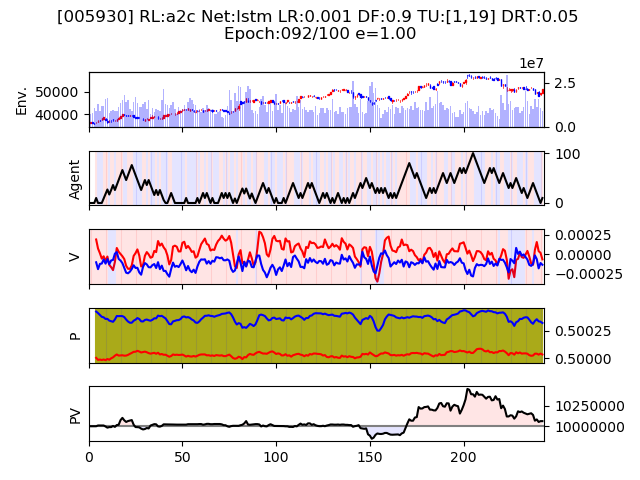 [005930] RL:a2c Net:lstm LR:0.001 DF:0.9 TU:[1,19] DRT:0.05
Epoch:092/100 e=1.00
1e7
Env.
50000
40000
2.5
0.0
Agent
100
0
V
0.00025
0.00000
−0.00025
P
0.50025
0.50000
PV
10250000
10000000
0 50 100 150 200